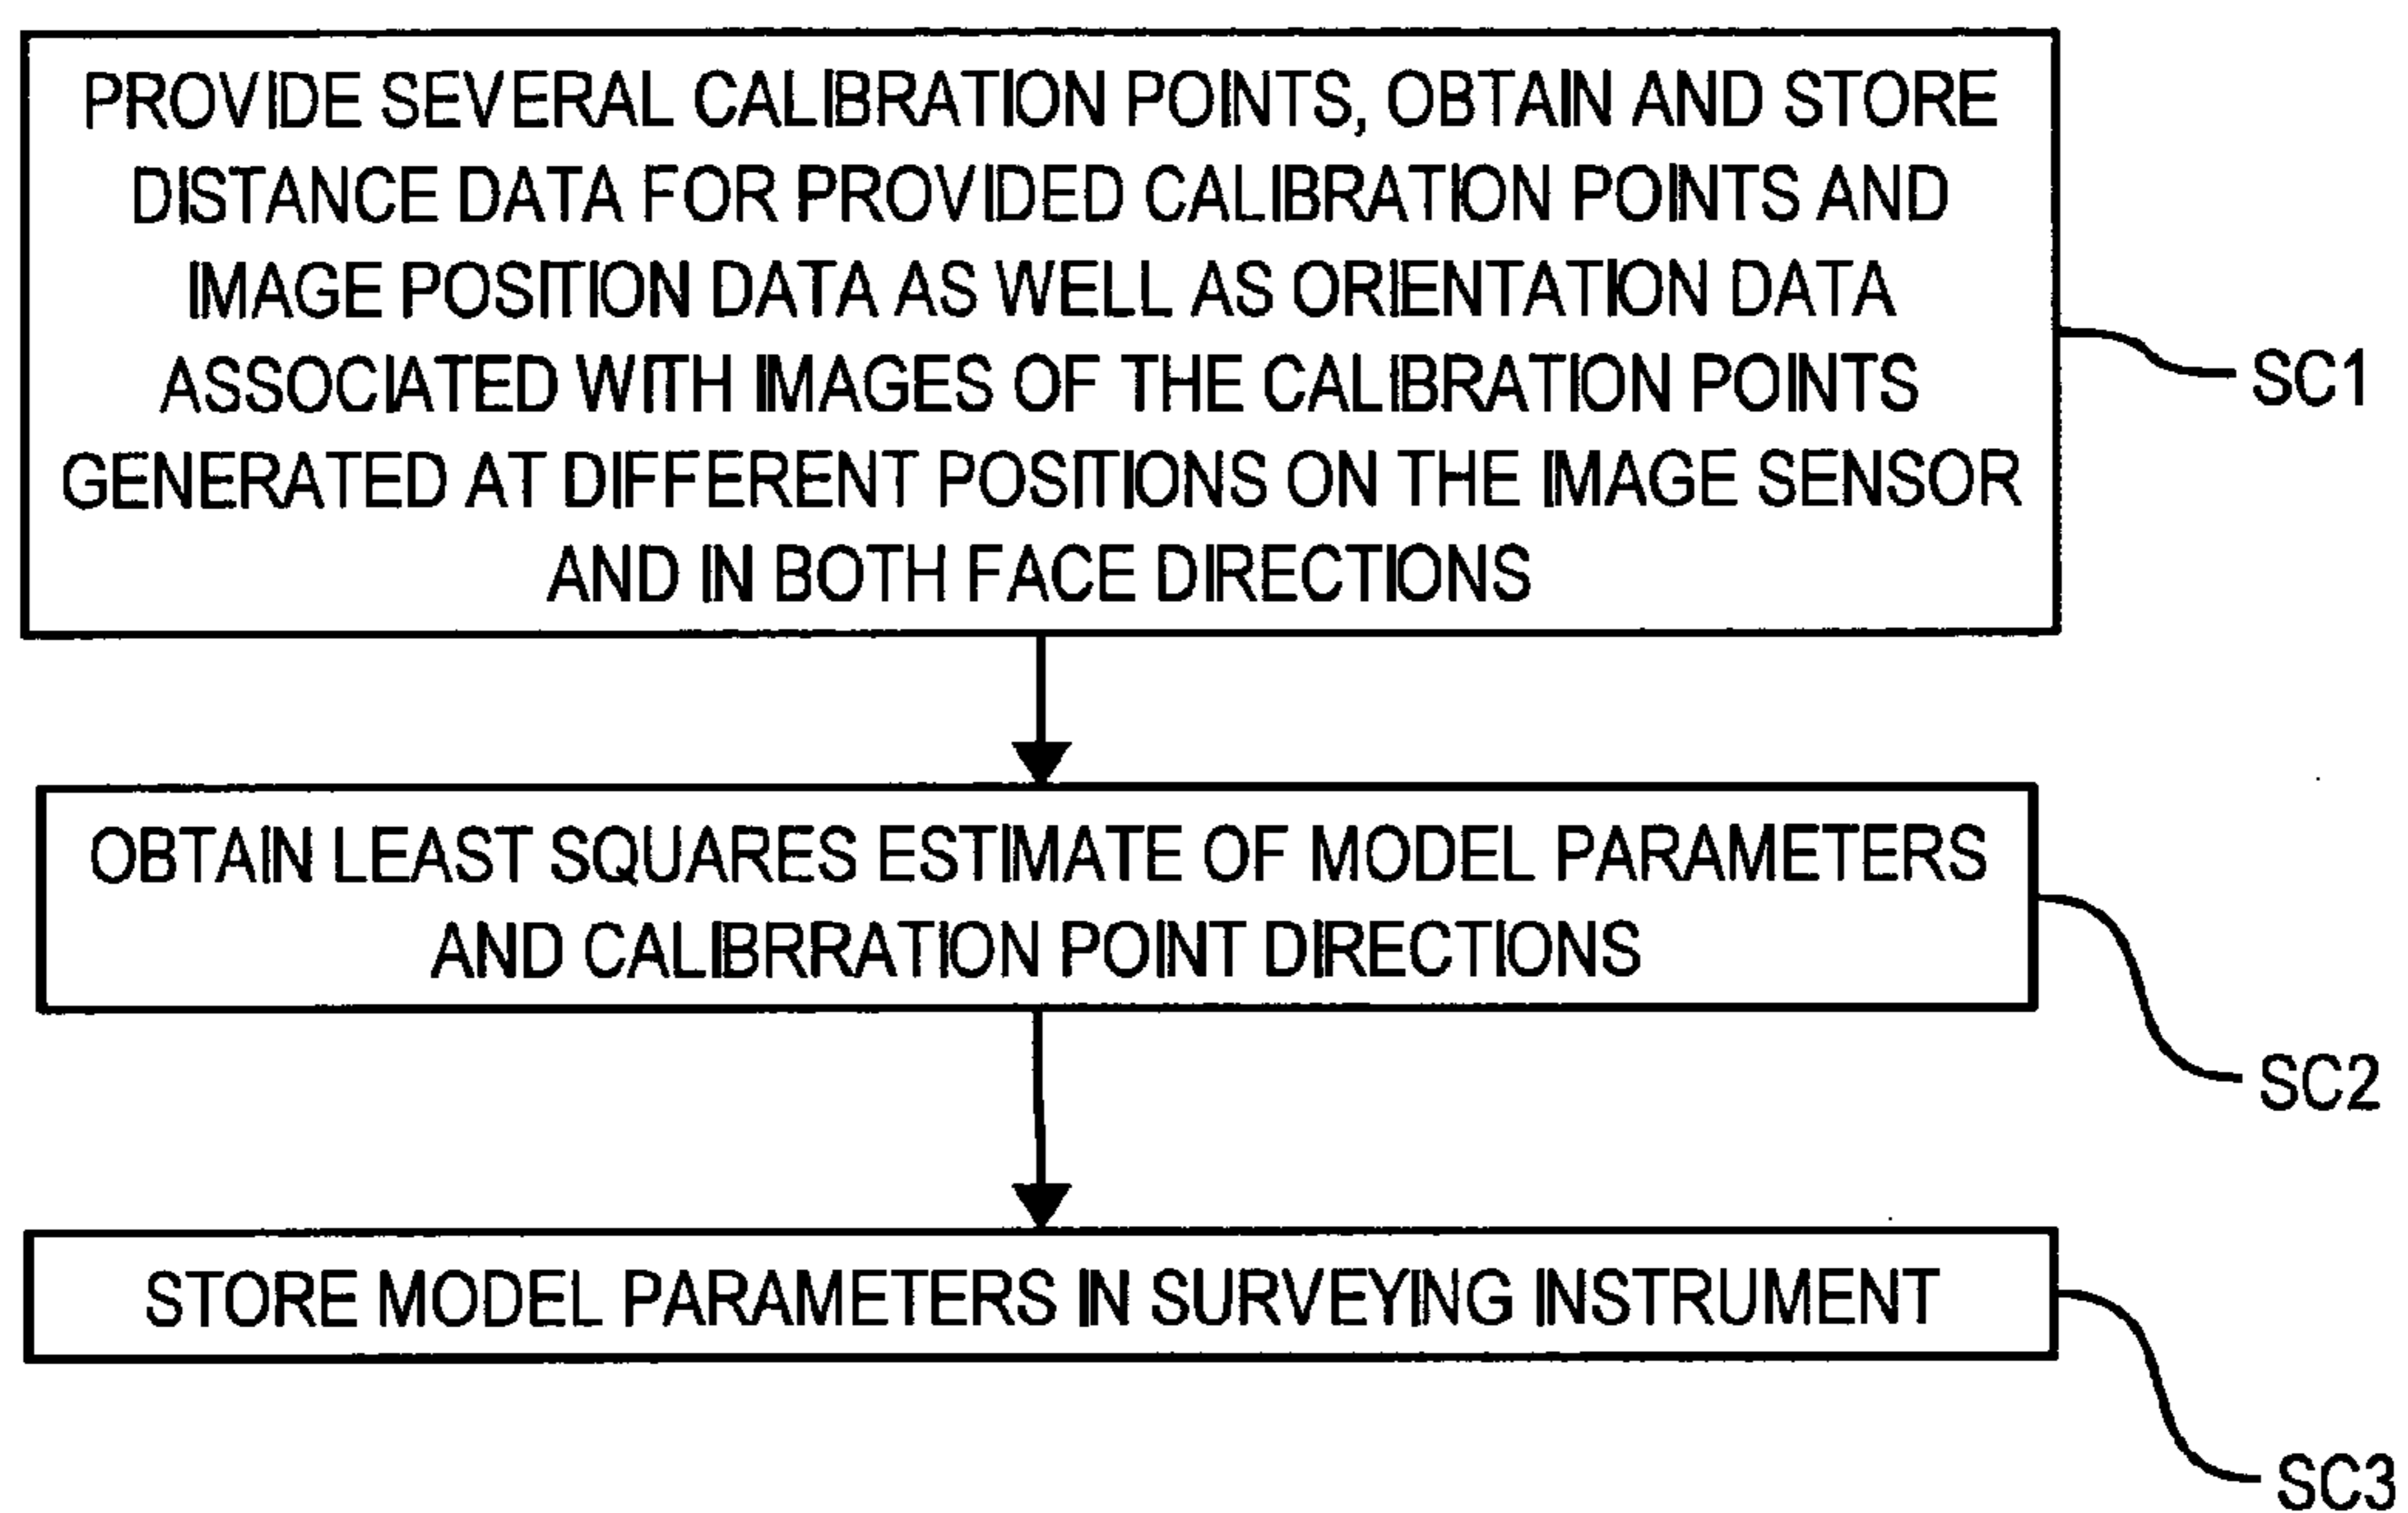 PROVIDE SEVERAL CALIBRATION POINTS, OBTAIN AND STORE
DISTANCE DATA FOR PROVIDED CALIBRATION POINTS AND
IMAGE POSITION DATA AS WELL AS ORIENTATION DATA
ASSOCIATED WITH IMAGES OF THE CALIBRATION POINTS
GENERATED AT DIFFERENT POSITIONS ON THE IMAGE SENSOR
AND IN BOTH FACE DIRECTIONS
SC1
OBTAIN LEAST SQUARES ESTIMATE OF MODEL PARAMETERS
AND CALIBRRATION POINT DIRECTIONS
SC2
STORE MODEL PARAMETERS IN SURVEYING INSTRUMENT
SC3